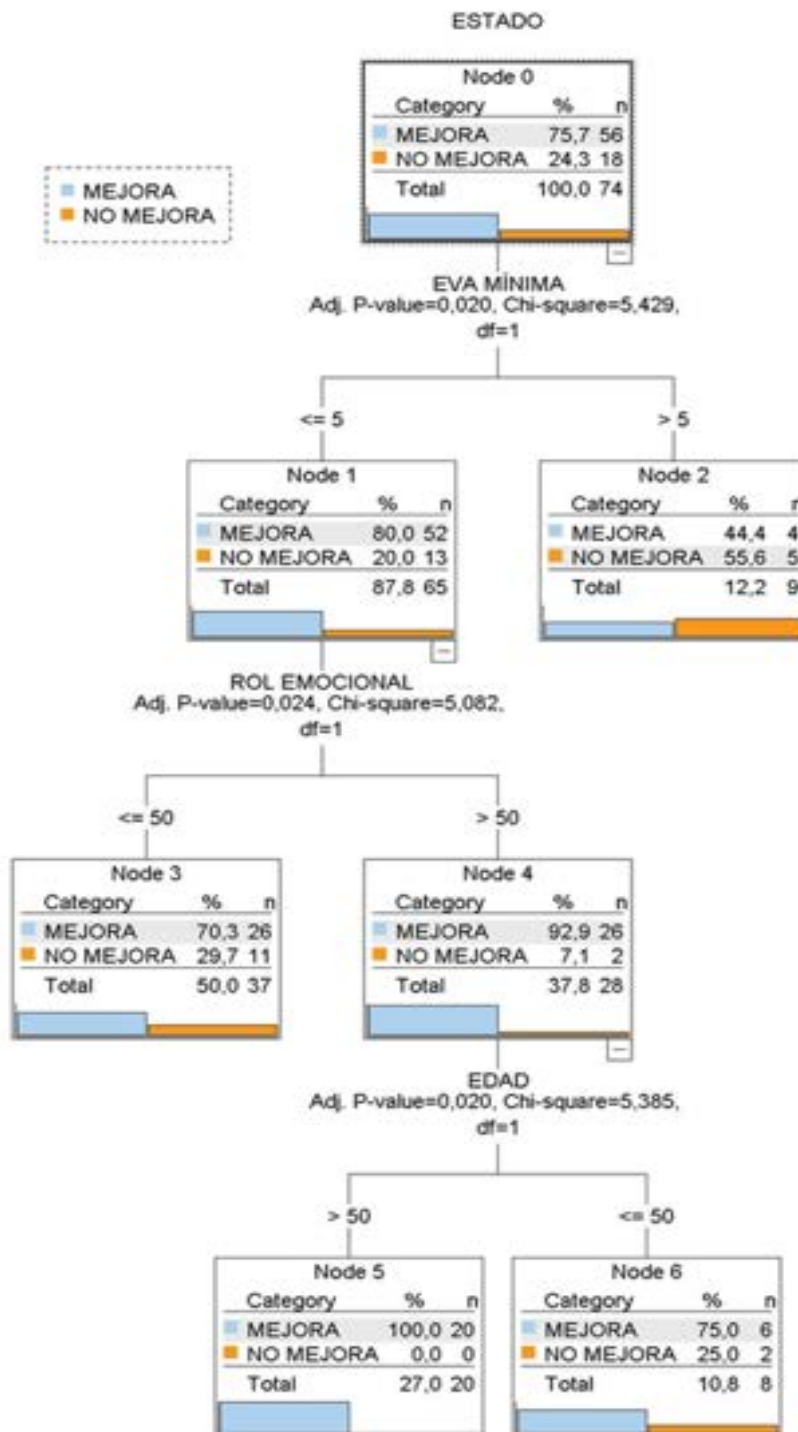 ESTADO
Node 0
Category % n
MEJORA 75,7 56
NO MEJORA 24,3 18
Total 100,0 74
MEJORA
NO MEJORA
EVA MÍNIMA
Adj. P-value=0,020, Chi-square=5,429,
df=1
<= 5
> 5
Node 1
Category % n
MEJORA 80,0 52
NO MEJORA 20,0 13
Total 87,8 65
Node 2
Category % n
MEJORA 44,4 4
NO MEJORA 55,6 5
Total 12,2 9
ROL EMOCIONAL
Adj. P-value=0,024, Chi-square=5,082,
df=1
<= 50
> 50
Node 3
Category % n
MEJORA 70,3 26
NO MEJORA 29,7 11
Total 50,0 37
Node 4
Category % n
MEJORA 92,9 26
NO MEJORA 7,1 2
Total 37,8 28
EDAD
Adj. P-value=0,020, Chi-square=5,385,
df=1
> 50
<= 50
Node 5
Category % n
MEJORA 100,0 20
NO MEJORA 0,0 0
Total 27,0 20
Node 6
Category % n
MEJORA 75,0 6
NO MEJORA 25,0 2
Total 10,8 8